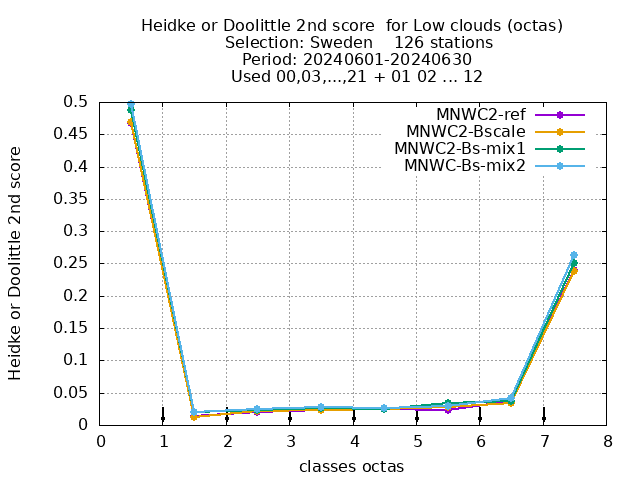 Heidke or Doolittle 2nd score  for Low clouds (octas)
Selection: Sweden    126 stations
Period: 20240601-20240630
Used 00,03,...,21 + 01 02 ... 12
Heidke or Doolittle 2nd score
0.5
0.45
0.4
0.35
0.3
0.25
0.2
0.15
0.1
0.05
0
MNWC2-ref
MNWC2-Bscale
MNWC2-Bs-mix1
MNWC-Bs-mix2
0 1 2 3 4 5 6 7 8
classes octas